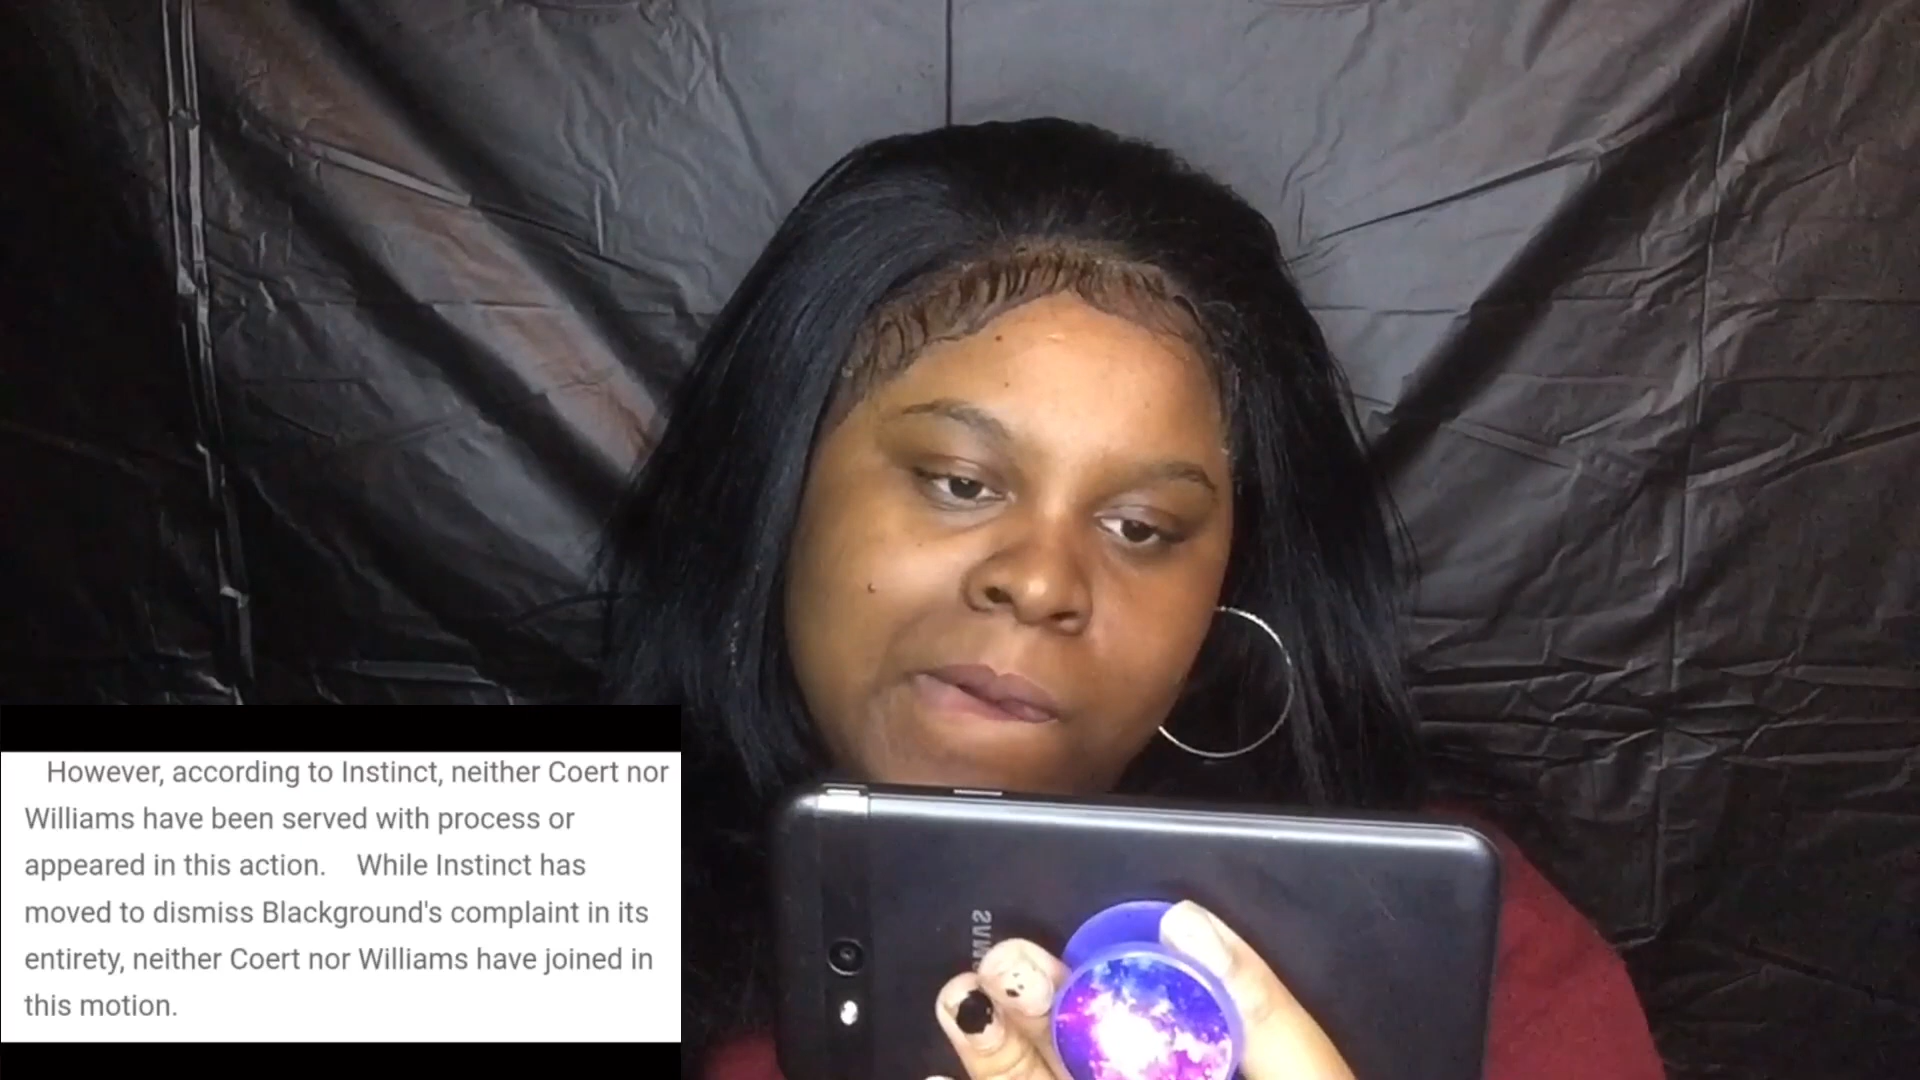 However, according to Instinct, neither Coert nor
Williams have been served with process or
appeared in this action. While Instinct has
moved to dismiss Blackground's complaint in its
entirety, neither Coert nor Williams have joined in
this motion.